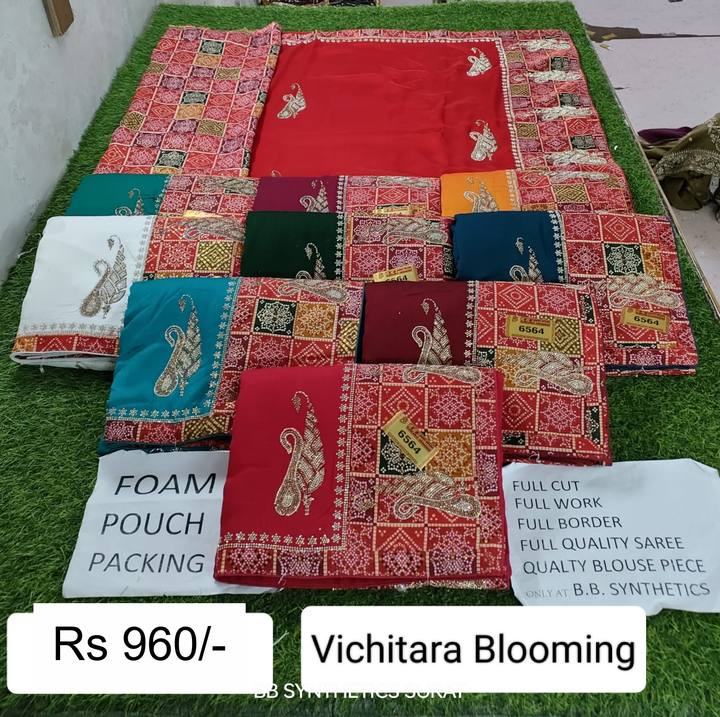 6564
6564
6564
6564
FOAM
POUCH
PACKING
FULL CUT
FULL WORK
FULL BORDER
FULL QUALITY SAREE
QUALTY BLOUSE PIECE
ONLY AT B.B. SYNTHETICS
Rs 960/-
Vichitara Blooming
BB SYNTHETICS SURAT